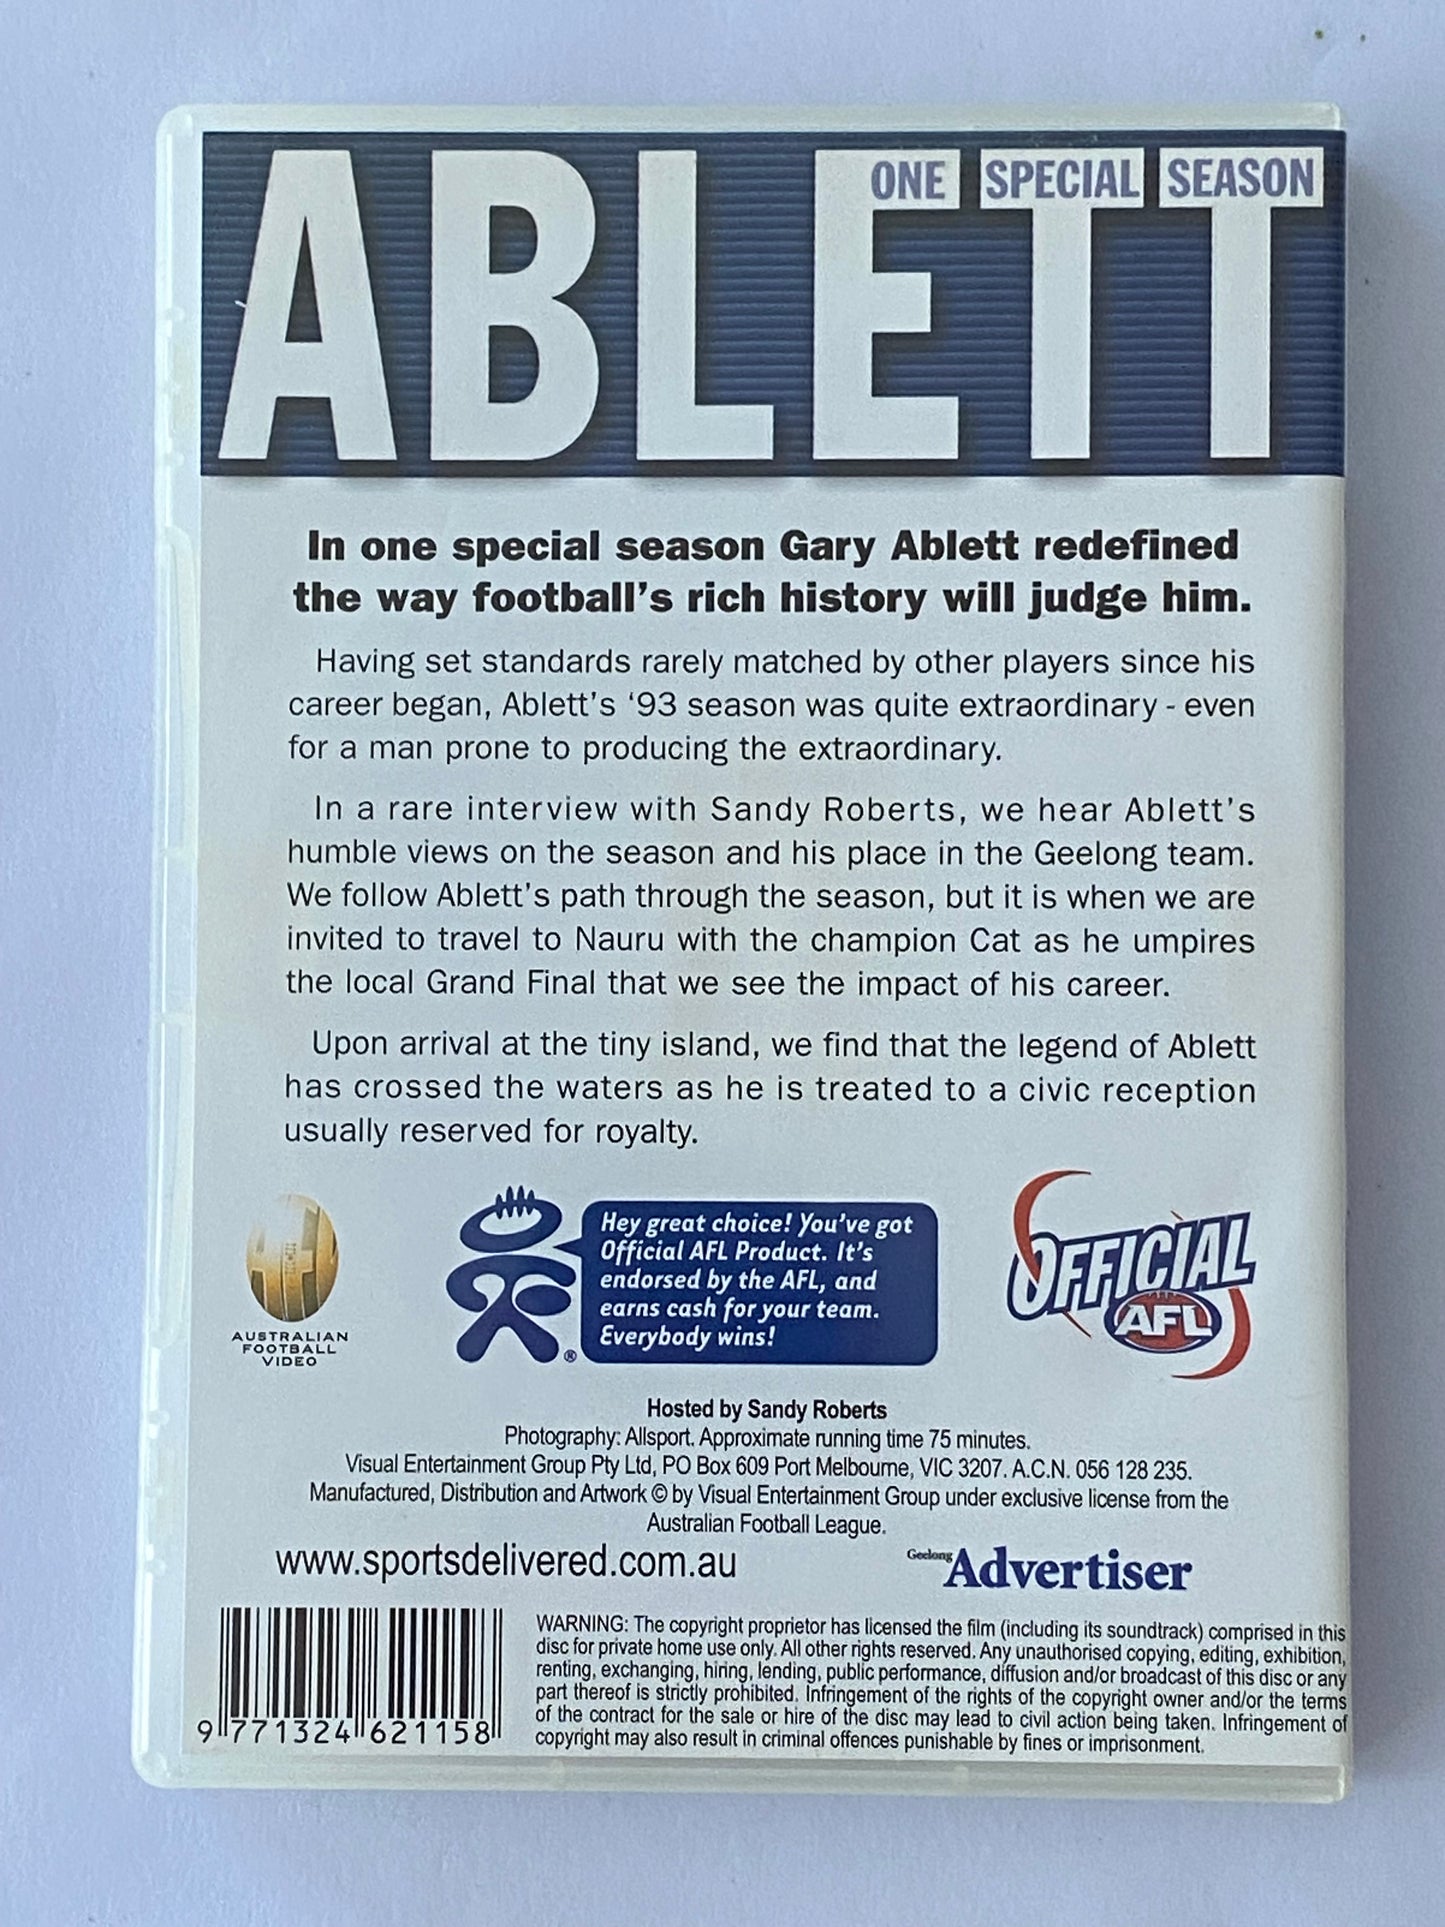 ABLETT
ONE SPECIAL SEASON
In one special season Gary Ablett redefined
the way football's rich history will judge him.
Having set standards rarely matched by other players since his
career began, Ablett's '93 season was quite extraordinary - even
for a man prone to producing the extraordinary.
In a rare interview with Sandy Roberts, we hear Ablett's
humble views on the season and his place in the Geelong team.
We follow Ablett's path through the season, but it is when we are
invited to travel to Nauru with the champion Cat as he umpires
the local Grand Final that we see the impact of his career.
Upon arrival at the tiny island, we find that the legend of Ablett
has crossed the waters as he is treated to a civic reception
usually reserved for royalty.
AFL
AUSTRALIAN
FOOTBALL
VIDEO
®
Hey great choice! You've got
Official AFL Product. It's
endorsed by the AFL, and
earns cash for your team.
Everybody wins!
OFFICIAL
AFL
Hosted by Sandy Roberts
Photography: Allsport. Approximate running time 75 minutes.
Visual Entertainment Group Pty Ltd, PO Box 609 Port Melbourne, VIC 3207. A.C.N. 056 128 235.
Manufactured, Distribution and Artwork © by Visual Entertainment Group under exclusive license from the
Australian Football League.
www.sportsdelivered.com.au
Geelong Advertiser
9 771324 621158
WARNING: The copyright proprietor has licensed the film (including its soundtrack) comprised in this
disc for private home use only. All other rights reserved. Any unauthorised copying, editing, exhibition,
renting, exchanging, hiring, lending, public performance, diffusion and/or broadcast of this disc or any
part thereof is strictly prohibited. Infringement of the rights of the copyright owner and/or the terms
of the contract for the sale or hire of the disc may lead to civil action being taken. Infringement of
copyright may also result in criminal offences punishable by fines or imprisonment.